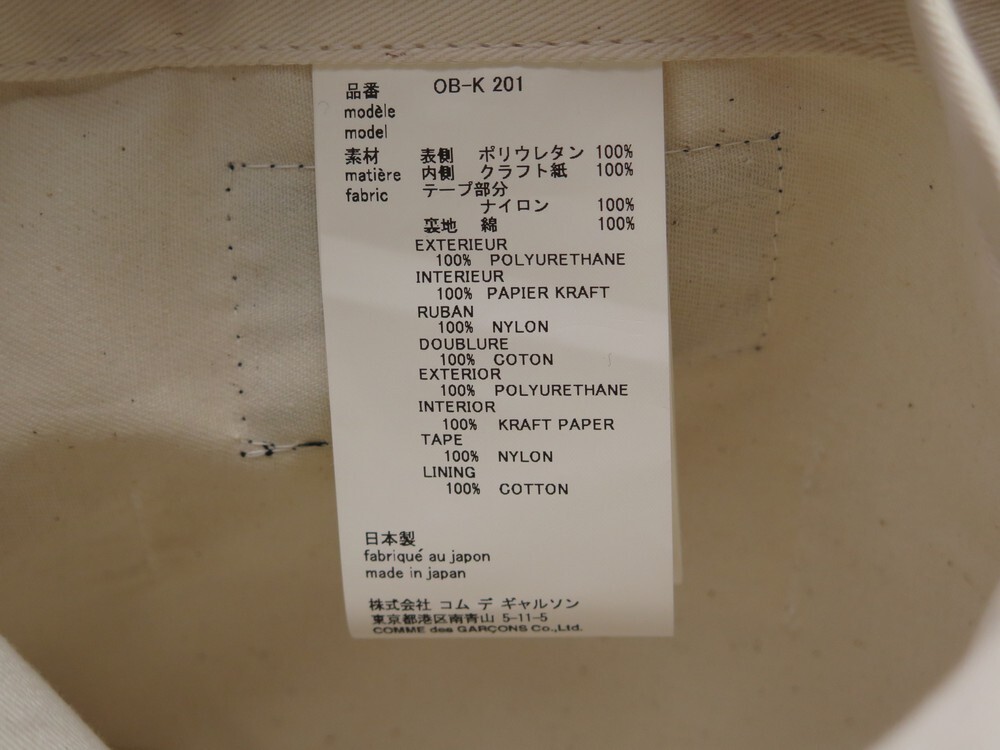 品番 OB-K 201
modèle
model
素材 表側 ポリウレタン 100%
matière 内側 クラフト紙 100%
fabric テープ部分
ナイロン 100%
裏地 綿 100%
EXTERIEUR
100% POLYURETHANE
INTERIEUR
100% PAPIER KRAFT
RUBAN
100% NYLON
DOUBLURE
100% COTON
EXTERIOR
100% POLYURETHANE
INTERIOR
100% KRAFT PAPER
TAPE
100% NYLON
LINING
100% COTTON
日本製
fabriqué au japon
made in japan
株式会社 コム デ ギャルソン
東京都港区南青山 5-11-5
COMME des GARÇONS Co.,Ltd.